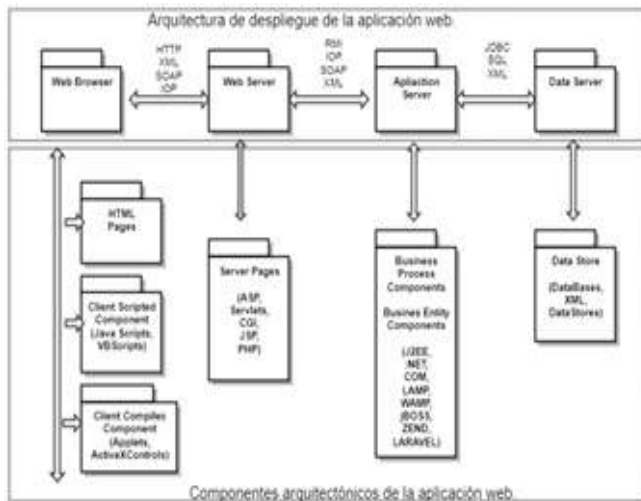 Arquitectura de despliegue de la aplicación web
HTTP
XML
SOAP
IOP
RMI
IOP
SOAP
XML
JDBC
SQL
XML
Web Browser
Web Server
Apliaction
Server
Data Server
HTML
Pages
Client Scripted
Component
(Java Scripts,
VBScripts)
Client Compiles
Component
(Applets,
ActiveXControls)
Server Pages
(ASP,
Servlets,
CGI,
JSP,
PHP)
Business
Process
Components
Busines Entity
Components
(J2EE,
.NET,
COM,
LAMP,
WAMP,
jBOSS,
ZEND,
LARAVEL)
Data Store
(DataBases,
XML,
DataStores)
Componentes arquitectónicos de la aplicación web